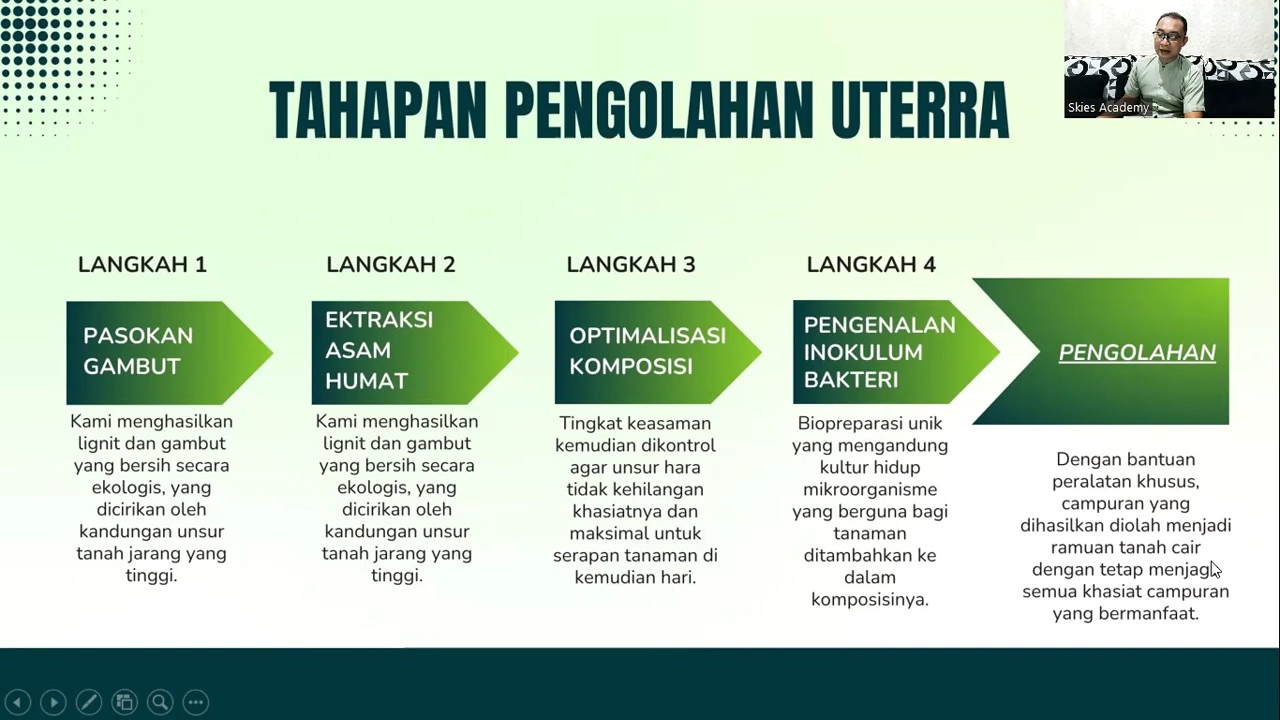 Skies Academy
TAHAPAN PENGOLAHAN UTERRA
LANGKAH 1
PASOKAN
GAMBUT
Kami menghasilkan
lignit dan gambut
yang bersih secara
ekologis, yang
dicirikan oleh
kandungan unsur
tanah jarang yang
tinggi.
LANGKAH 2
EKTRAKSI
ASAM
HUMAT
Kami menghasilkan
lignit dan gambut
yang bersih secara
ekologis, yang
dicirikan oleh
kandungan unsur
tanah jarang yang
tinggi.
LANGKAH 3
OPTIMALISASI
KOMPOSISI
Tingkat keasaman
kemudian dikontrol
agar unsur hara
tidak kehilangan
khasiatnya dan
maksimal untuk
serapan tanaman di
kemudian hari.
LANGKAH 4
PENGENALAN
INOKULUM
BAKTERI
Biopreparasi unik
yang mengandung
kultur hidup
mikroorganisme
yang berguna bagi
tanaman
ditambahkan ke
dalam
komposisinya.
PENGOLAHAN
Dengan bantuan
peralatan khusus,
campuran yang
dihasilkan diolah menjadi
ramuan tanah cair
dengan tetap menjaga
semua khasiat campuran
yang bermanfaat.